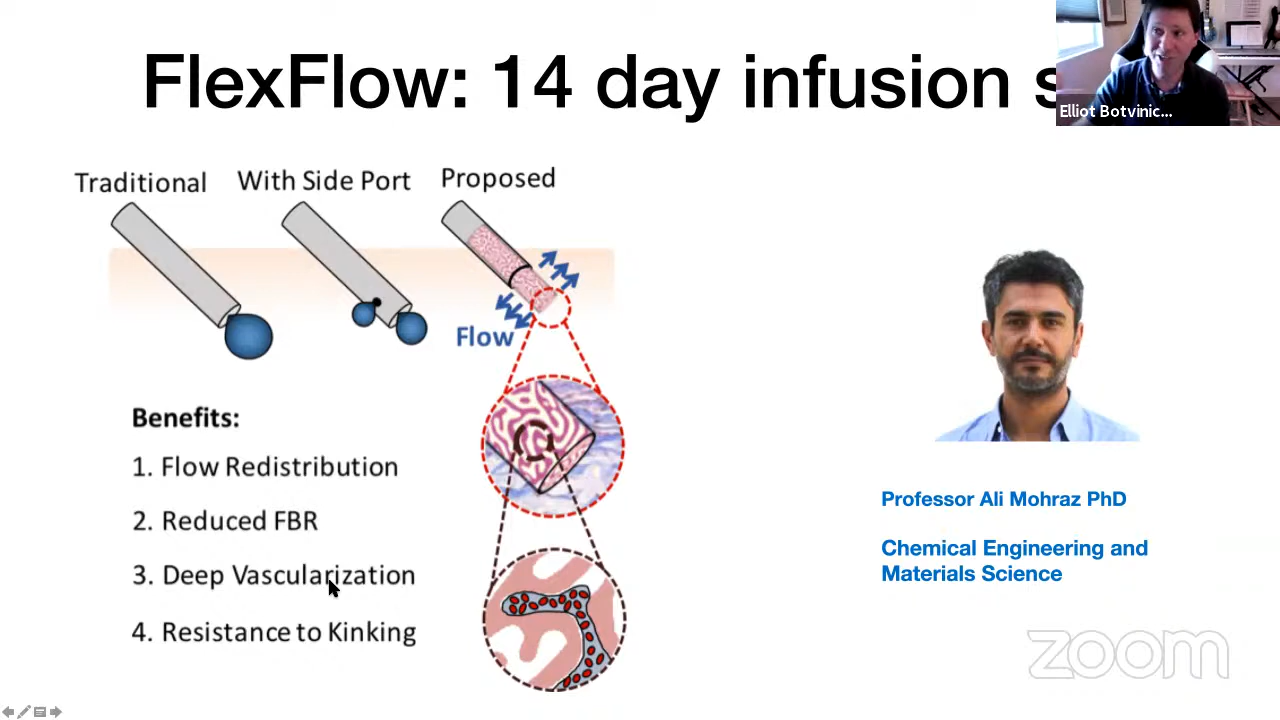 FlexFlow: 14 day infusion s
Elliot Botvinic...
Traditional
With Side Port
Proposed
Flow
Benefits:
1. Flow Redistribution
2. Reduced FBR
3. Deep Vascularization
4. Resistance to Kinking
Professor Ali Mohraz PhD
Chemical Engineering and
Materials Science
zoom